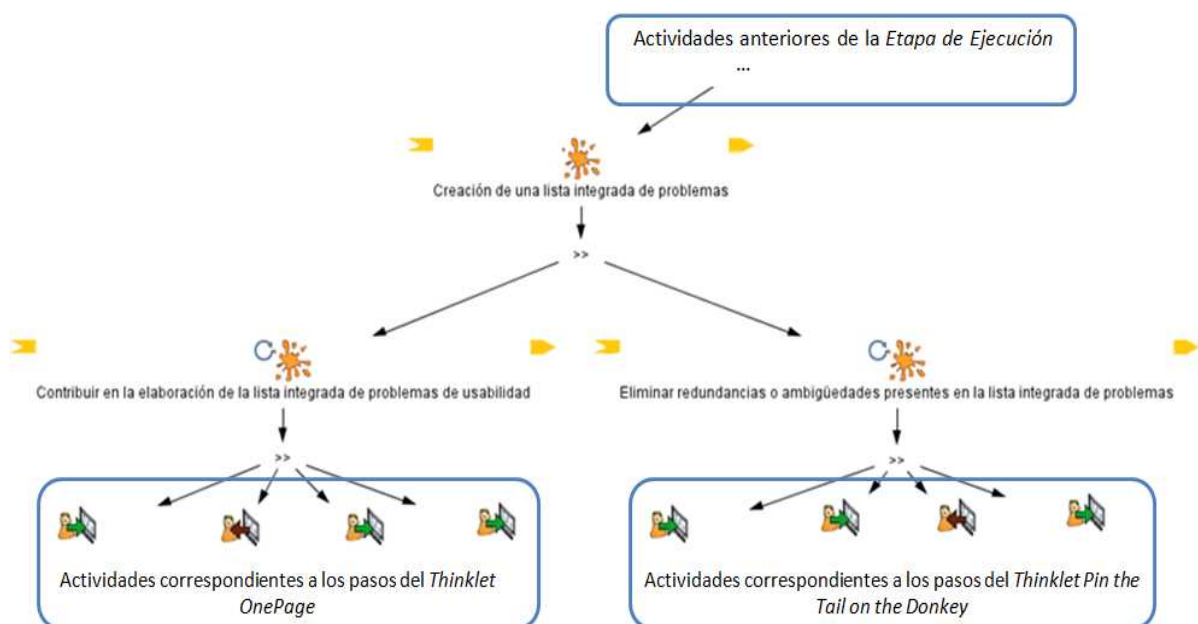 Actividades anteriores de la Etapa de Ejecución
...
Creación de una lista integrada de problemas
>>
Contribuir en la elaboración de la lista integrada de problemas de usabilidad
Eliminar redundancias o ambigüedades presentes en la lista integrada de problemas
>>
>>
Actividades correspondientes a los pasos del Thinklet
OnePage
Actividades correspondientes a los pasos del Thinklet Pin the
Tail on the Donkey